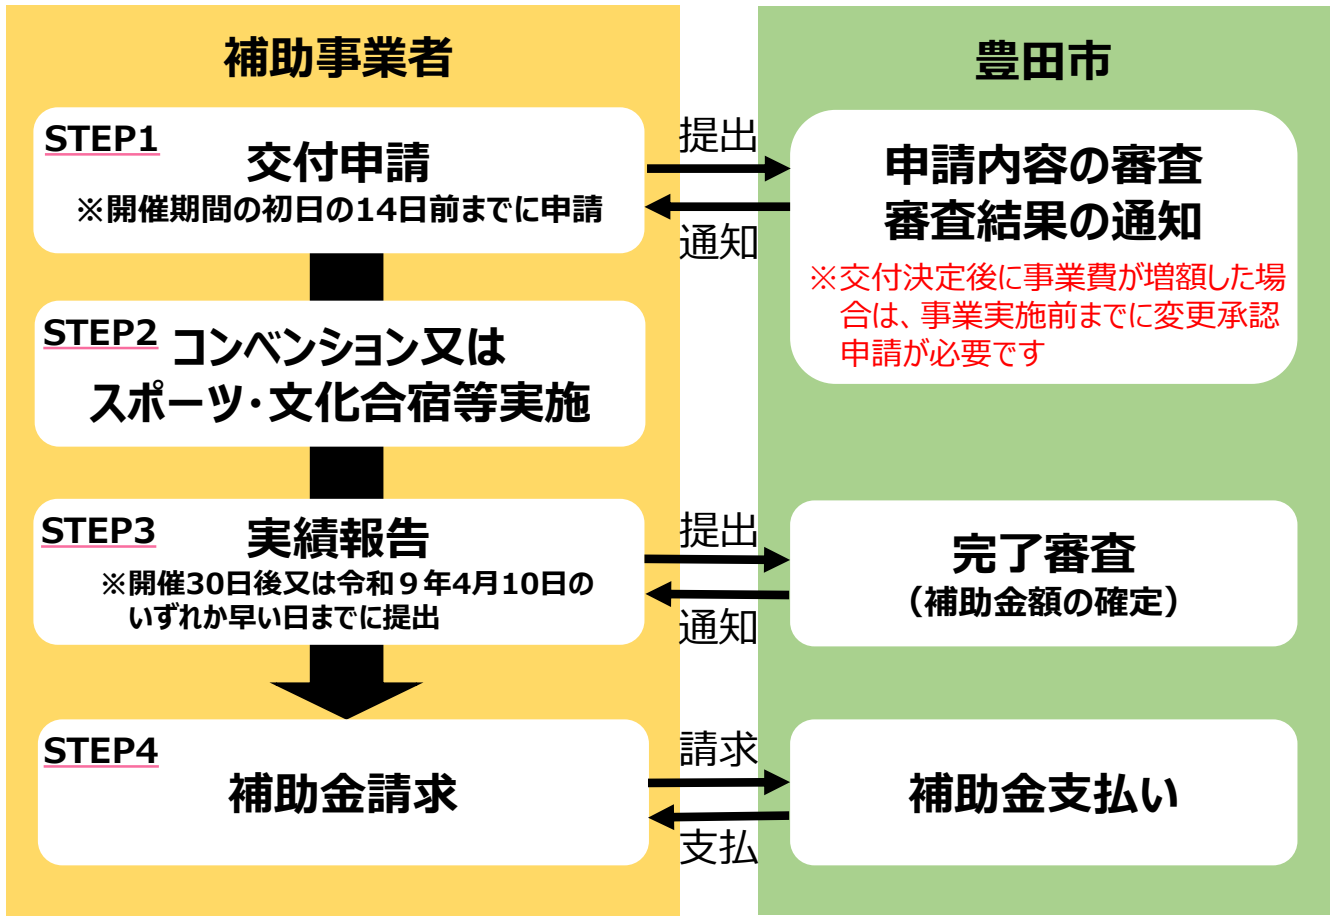 補助事業者
豊田市
STEP1
交付申請
※開催期間の初日の14日前までに申請
提出
通知
申請内容の審査
審査結果の通知
※交付決定後に事業費が増額した場
合は、事業実施前までに変更承認
申請が必要です
STEP2
コンベンション又は
スポーツ・文化合宿等実施
STEP3
実績報告
※開催30日後又は令和９年4月10日の
いずれか早い日までに提出
提出
通知
完了審査
（補助金額の確定）
STEP4
補助金請求
請求
支払
補助金支払い